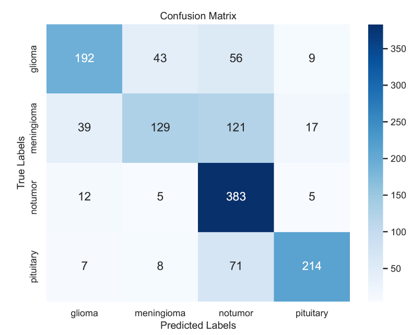 Confusion Matrix
glioma 192 43 56 9
meningioma 39 129 121 17
notumor 12 5 383 5
pituitary 7 8 71 214
glioma meningioma notumor pituitary
Predicted Labels
True Labels
350
300
250
200
150
100
50